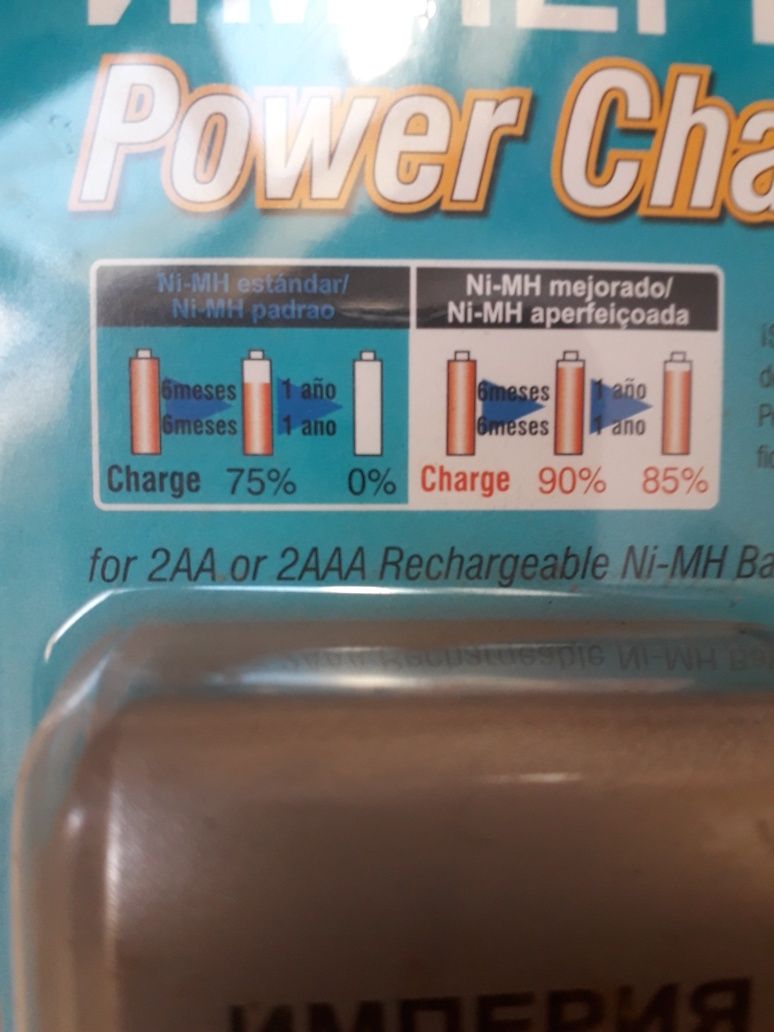 Power Cha
Ni-MH estándar/
Ni-MH padrao
Ni-MH mejorado/
Ni-MH aperfeiçoada
6meses 1 año
6meses 1 ano
Charge 75% 0%
6meses 1 año
6meses 1 ano
Charge 90% 85%
for 2AA or 2AAA Rechargeable Ni-MH Ba
ИМПЕРИЯ